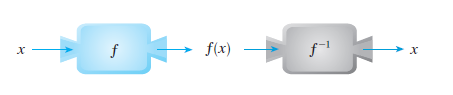 x f f(x) f⁻¹ x